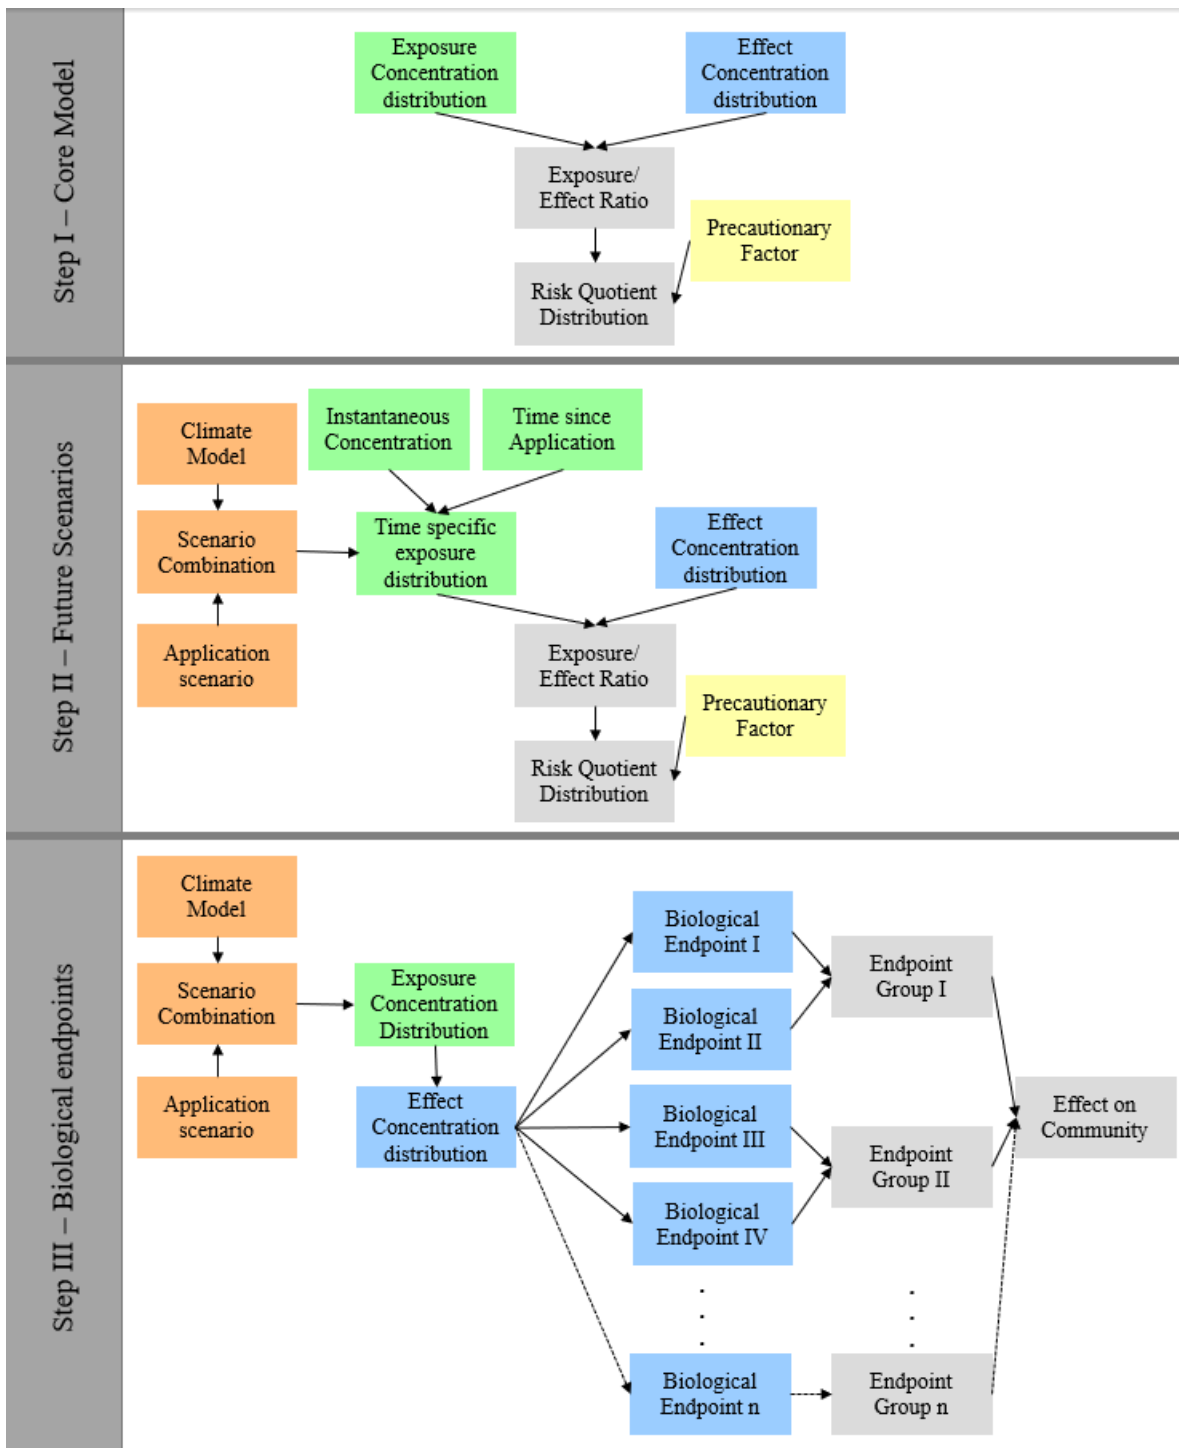 Step I – Core Model
Exposure
Concentration
distribution
Effect
Concentration
distribution
Exposure/
Effect Ratio
Precautionary
Factor
Risk Quotient
Distribution
Step II – Future Scenarios
Climate
Model
Instantaneous
Concentration
Time since
Application
Scenario
Combination
Time specific
exposure
distribution
Effect
Concentration
distribution
Application
scenario
Exposure/
Effect Ratio
Precautionary
Factor
Risk Quotient
Distribution
Step III – Biological endpoints
Climate
Model
Scenario
Combination
Application
scenario
Exposure
Concentration
Distribution
Effect
Concentration
distribution
Biological
Endpoint I
Biological
Endpoint II
Biological
Endpoint III
Biological
Endpoint IV
Biological
Endpoint n
Endpoint
Group I
Endpoint
Group II
Endpoint
Group n
Effect on
Community